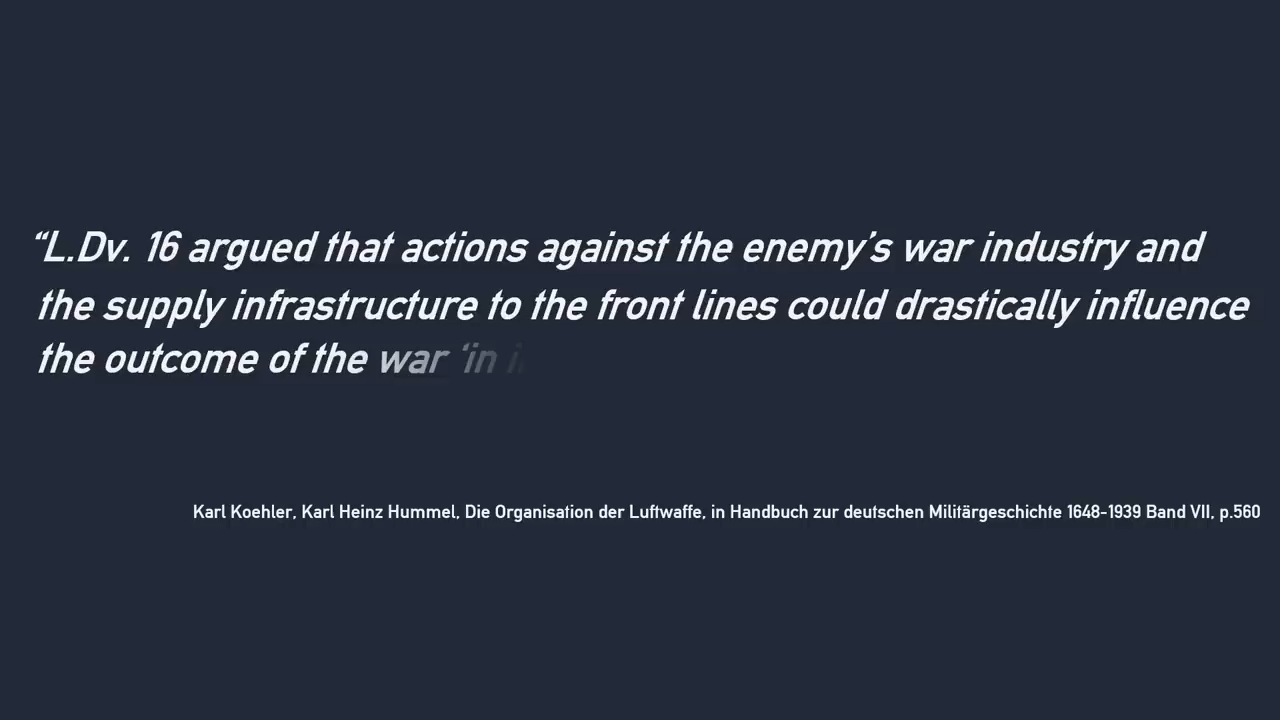 “L.Dv. 16 argued that actions against the enemy’s war industry and
the supply infrastructure to the front lines could drastically influence
the outcome of the war ‘in
Karl Koehler, Karl Heinz Hummel, Die Organisation der Luftwaffe, in Handbuch zur deutschen Militärgeschichte 1648-1939 Band VII, p.560